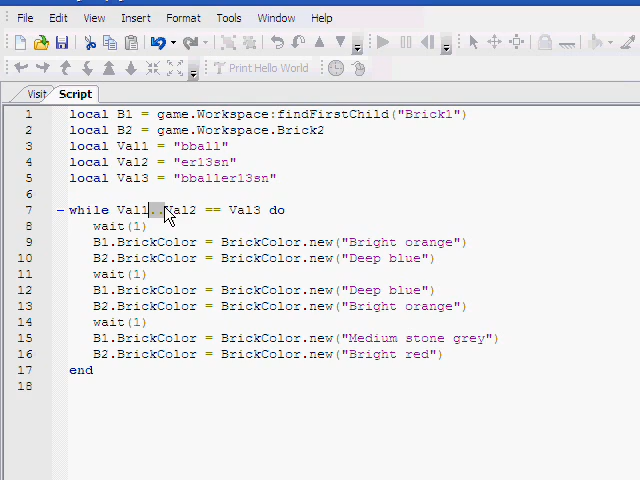 File Edit View Insert Format Tools Window Help
Print Hello World
Visit Script
1 local B1 = game.Workspace:findFirstChild("Brick1")
2 local B2 = game.Workspace.Brick2
3 local Val1 = "bball"
4 local Val2 = "er13sn"
5 local Val3 = "bballer13sn"
6
7 while Val1..Val2 == Val3 do
8 wait(1)
9 B1.BrickColor = BrickColor.new("Bright orange")
10 B2.BrickColor = BrickColor.new("Deep blue")
11 wait(1)
12 B1.BrickColor = BrickColor.new("Deep blue")
13 B2.BrickColor = BrickColor.new("Bright orange")
14 wait(1)
15 B1.BrickColor = BrickColor.new("Medium stone grey")
16 B2.BrickColor = BrickColor.new("Bright red")
17 end
18